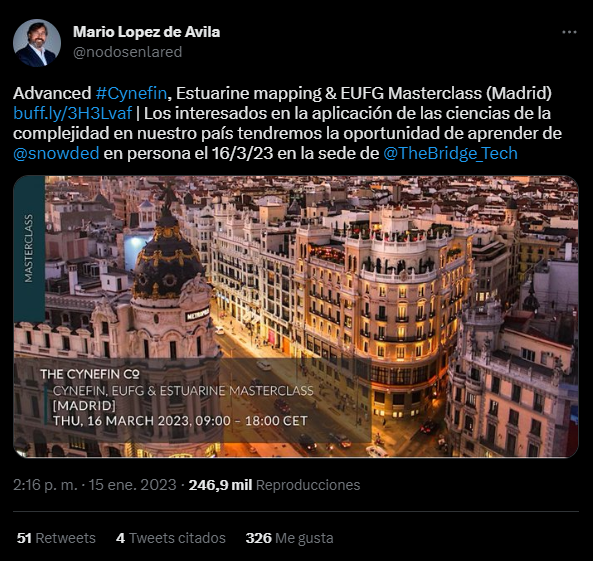 Mario Lopez de Avila
@nodosenlared
Advanced #Cynefin, Estuarine mapping & EUFG Masterclass (Madrid)
buff.ly/3H3Lvaf | Los interesados en la aplicación de las ciencias de la
complejidad en nuestro país tendremos la oportunidad de aprender de
@snowded en persona el 16/3/23 en la sede de @TheBridge_Tech
MASTERCLASS
METROPOLIS
THE CYNEFIN CO
CYNEFIN, EUFG & ESTUARINE MASTERCLASS
[MADRID]
THU, 16 MARCH 2023, 09:00 – 18:00 CET
2:16 p. m. · 15 ene. 2023 · 246,9 mil Reproducciones
51 Retweets 4 Tweets citados 326 Me gusta